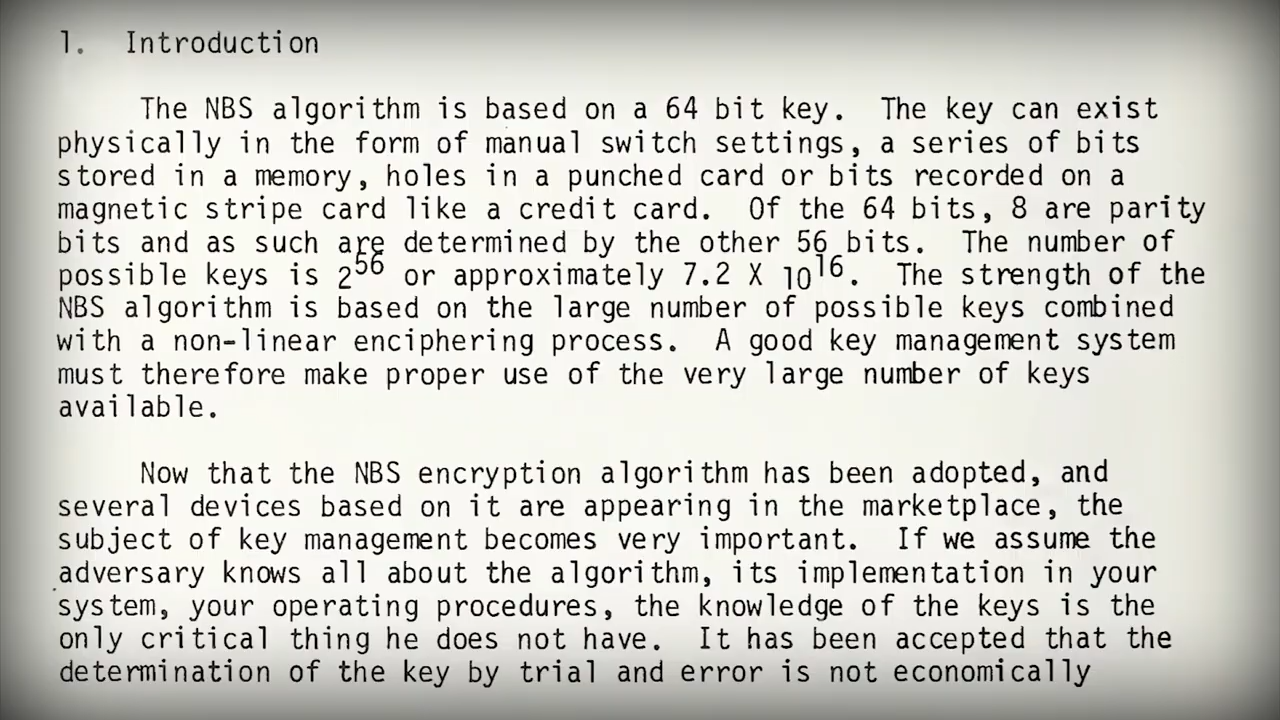 1. Introduction
The NBS algorithm is based on a 64 bit key. The key can exist
physically in the form of manual switch settings, a series of bits
stored in a memory, holes in a punched card or bits recorded on a
magnetic stripe card like a credit card. Of the 64 bits, 8 are parity
bits and as such are determined by the other 56 bits. The number of
possible keys is 2⁵⁶ or approximately 7.2 X 10¹⁶. The strength of the
NBS algorithm is based on the large number of possible keys combined
with a non-linear enciphering process. A good key management system
must therefore make proper use of the very large number of keys
available.
Now that the NBS encryption algorithm has been adopted, and
several devices based on it are appearing in the marketplace, the
subject of key management becomes very important. If we assume the
adversary knows all about the algorithm, its implementation in your
system, your operating procedures, the knowledge of the keys is the
only critical thing he does not have. It has been accepted that the
determination of the key by trial and error is not economically